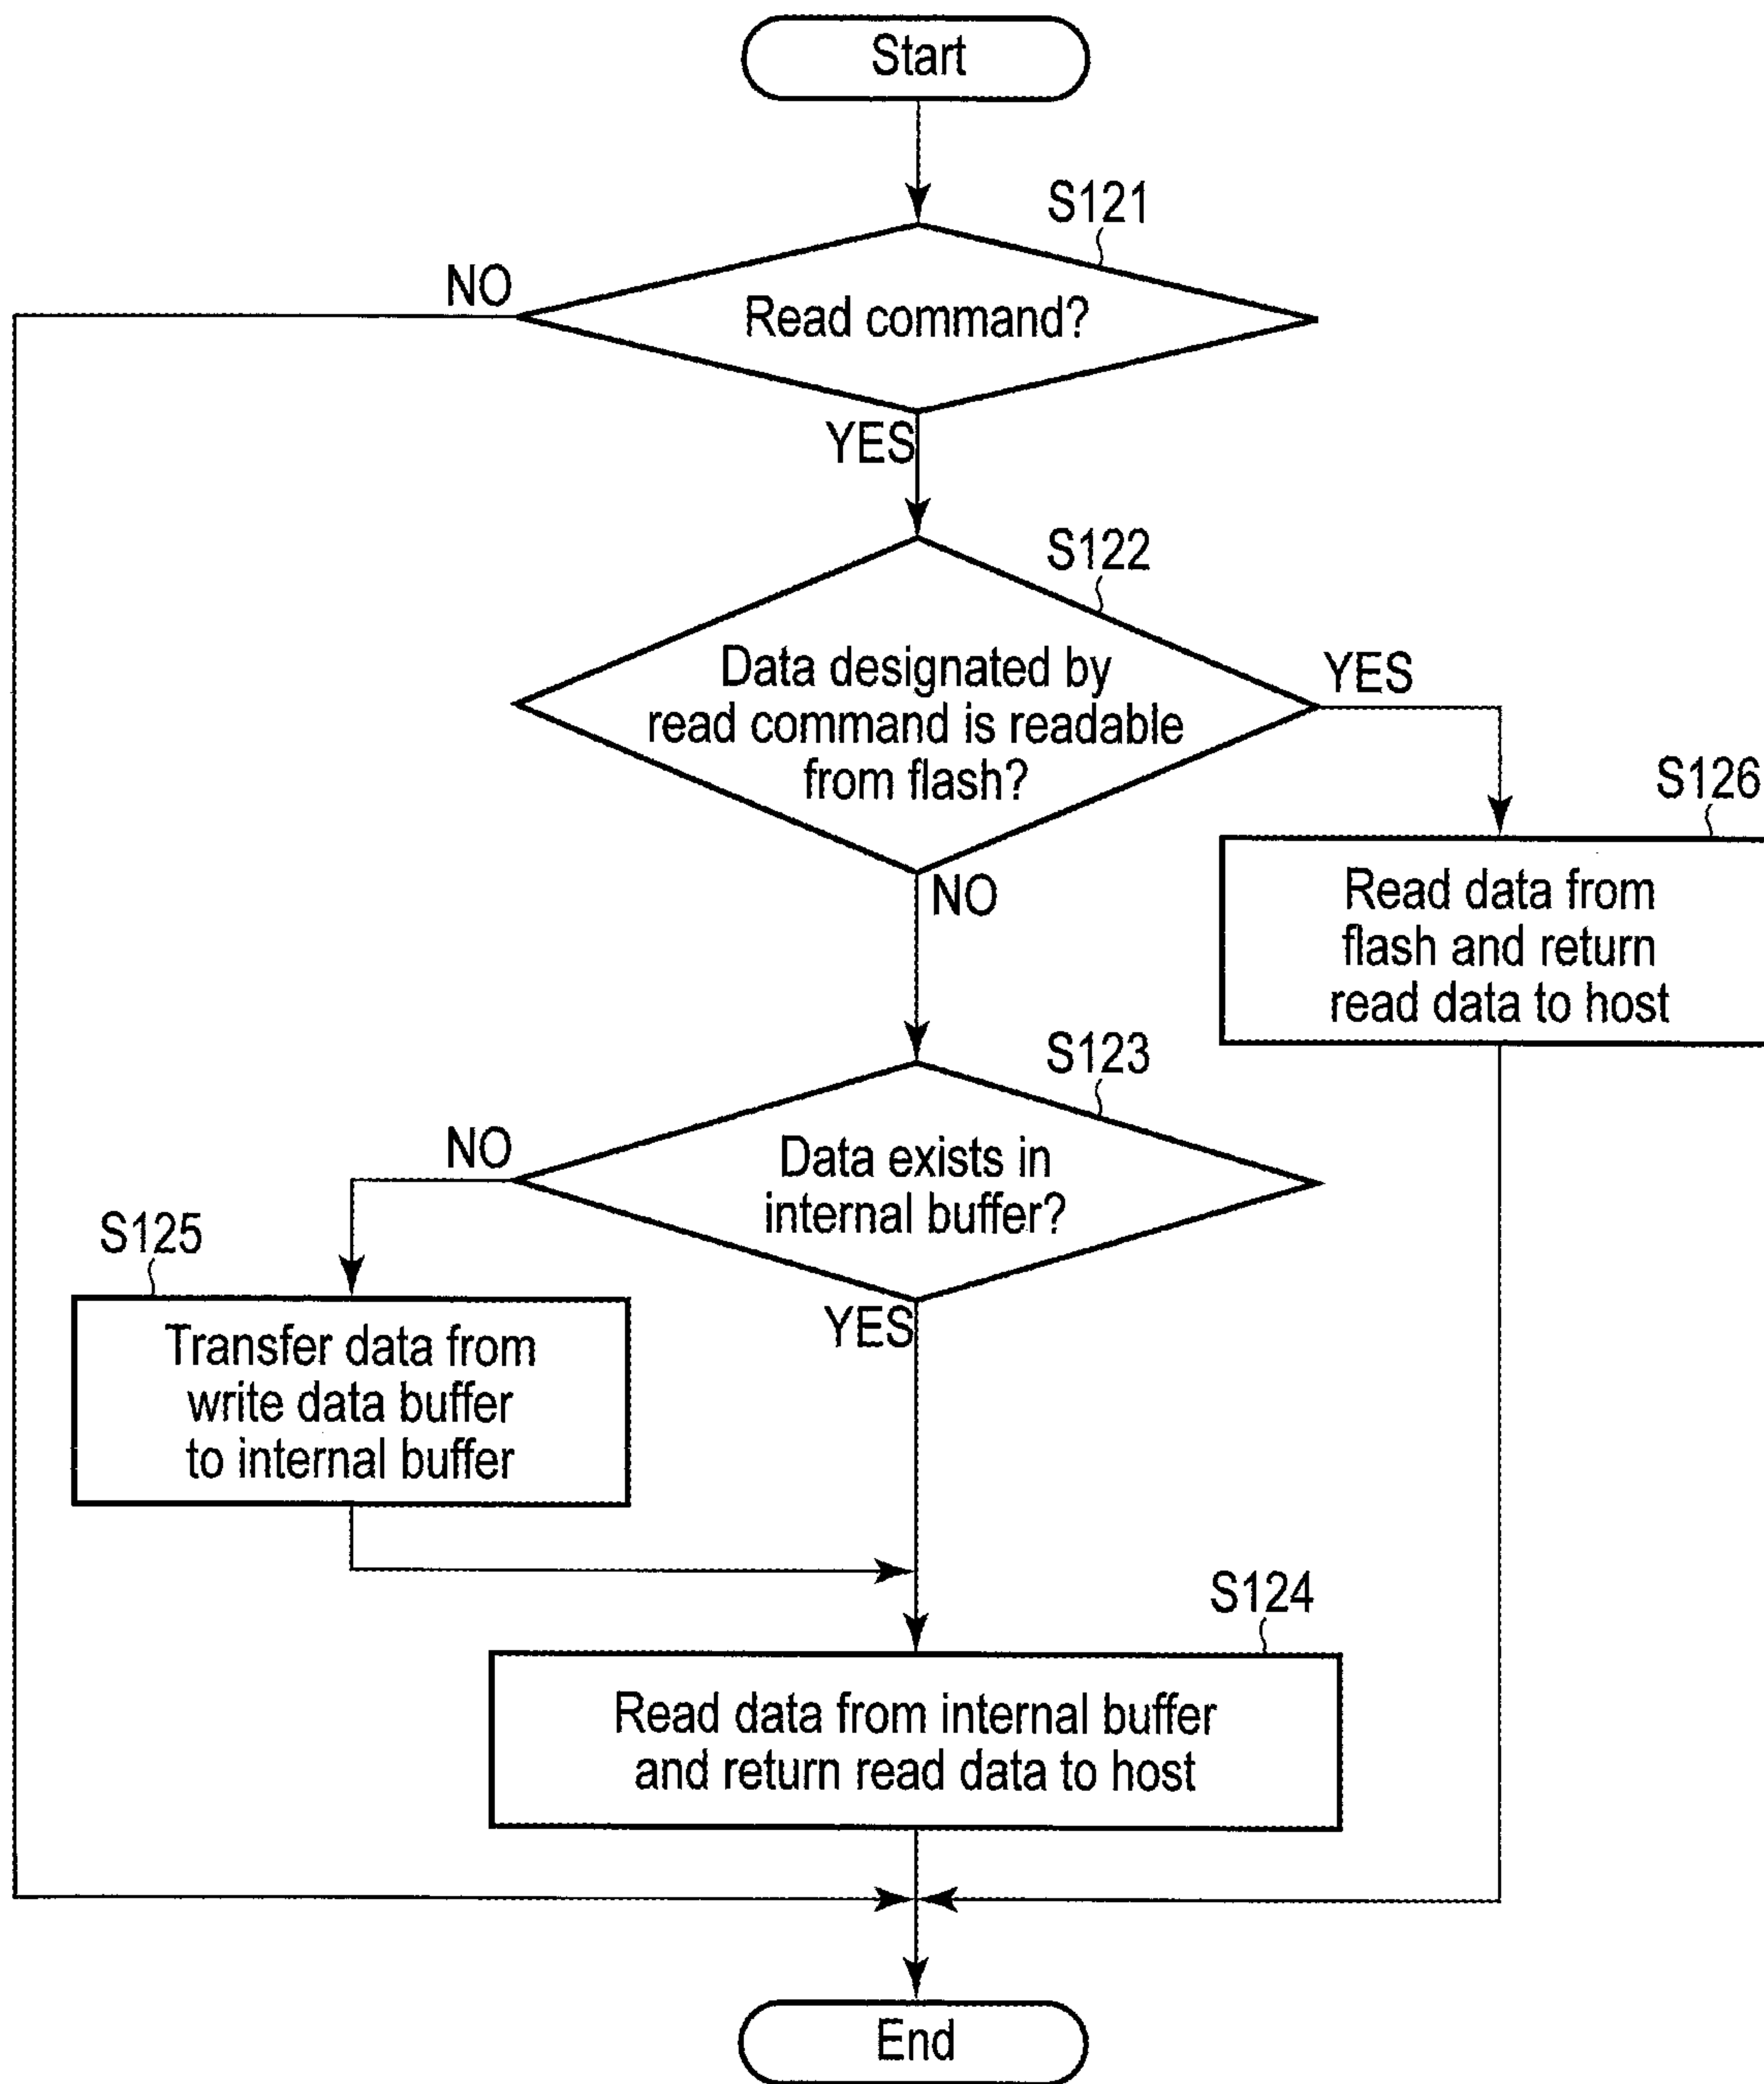 Start
S121
NO
Read command?
YES
S122
Data designated by
read command is readable
from flash?
YES
S126
Read data from
flash and return
read data to host
NO
S123
NO
Data exists in
internal buffer?
S125
YES
Transfer data from
write data buffer
to internal buffer
S124
Read data from internal buffer
and return read data to host
End